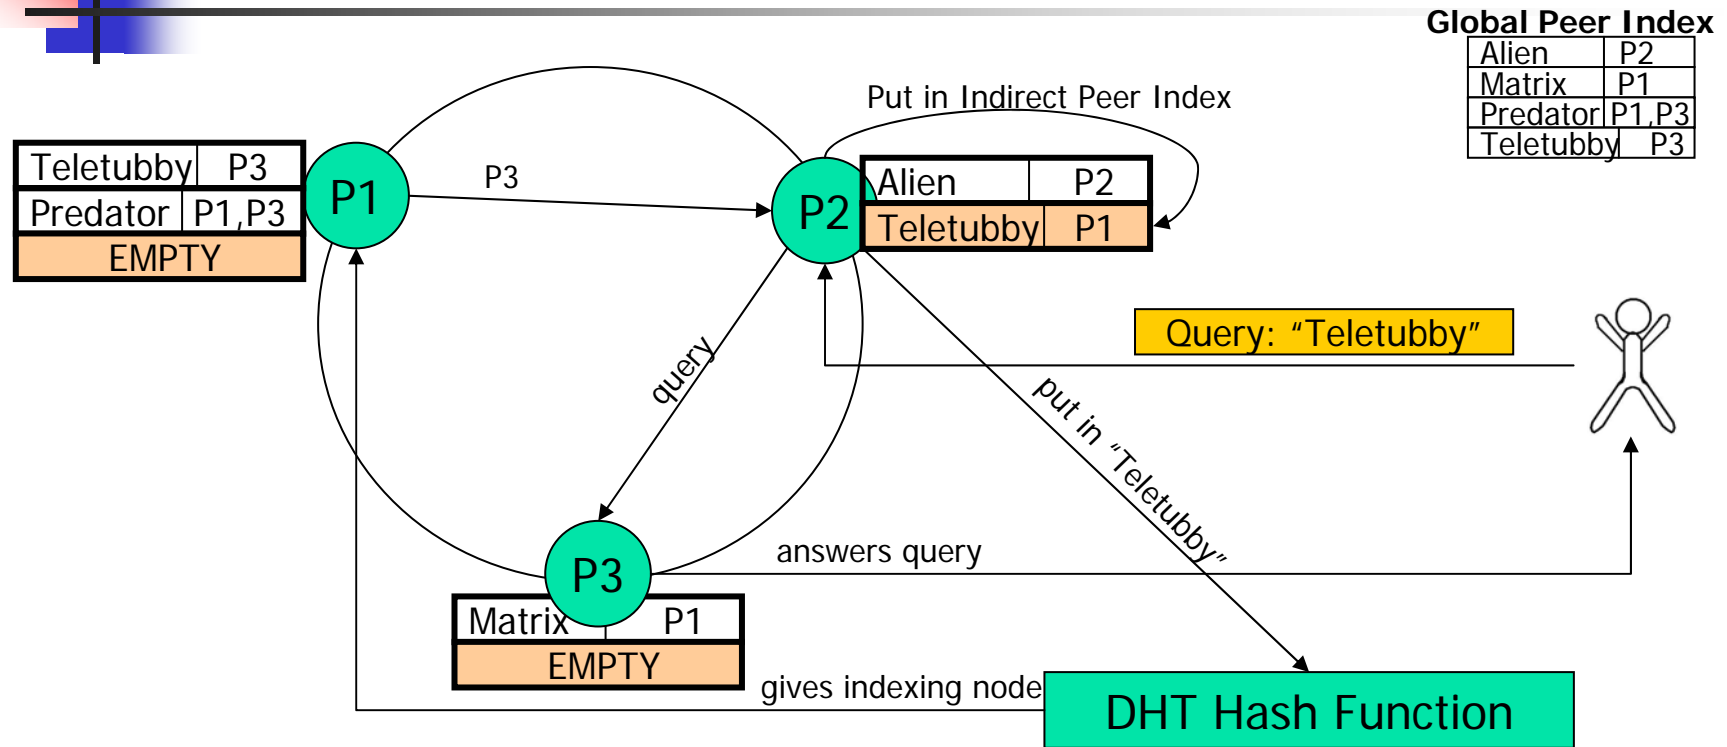 Global Peer Index
Alien P2
Matrix P1
Predator P1,P3
Teletubby P3
Put in Indirect Peer Index
Teletubby P3
Predator P1,P3
EMPTY
P1
P3
P2
Alien P2
Teletubby P1
Query: “Teletubby”
query
put in “Teletubby”
P3
answers query
Matrix P1
EMPTY
gives indexing node
DHT Hash Function